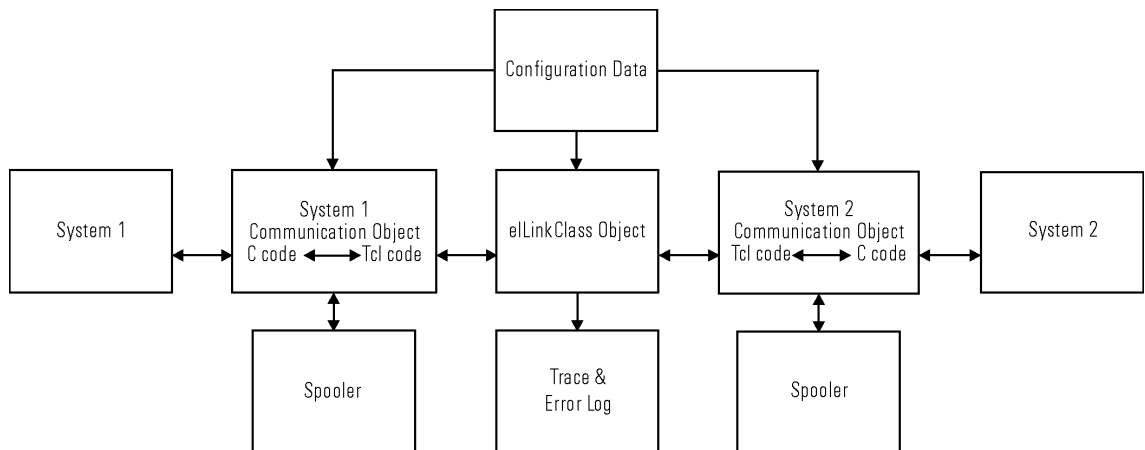 Configuration Data
System 1
System 1
Communication Object
C code Tcl code
elLinkClass Object
System 2
Communication Object
Tcl code C code
System 2
Spooler
Trace &
Error Log
Spooler